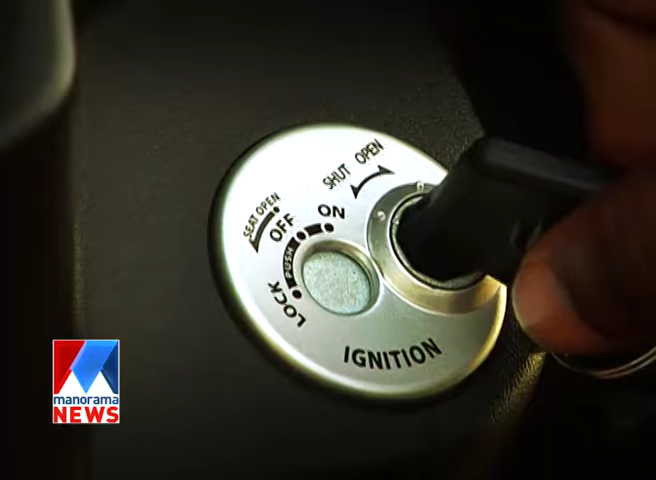 SHUT OPEN
SEAT OPEN
OFF
ON
PUSH
LOCK
IGNITION
manorama
NEWS